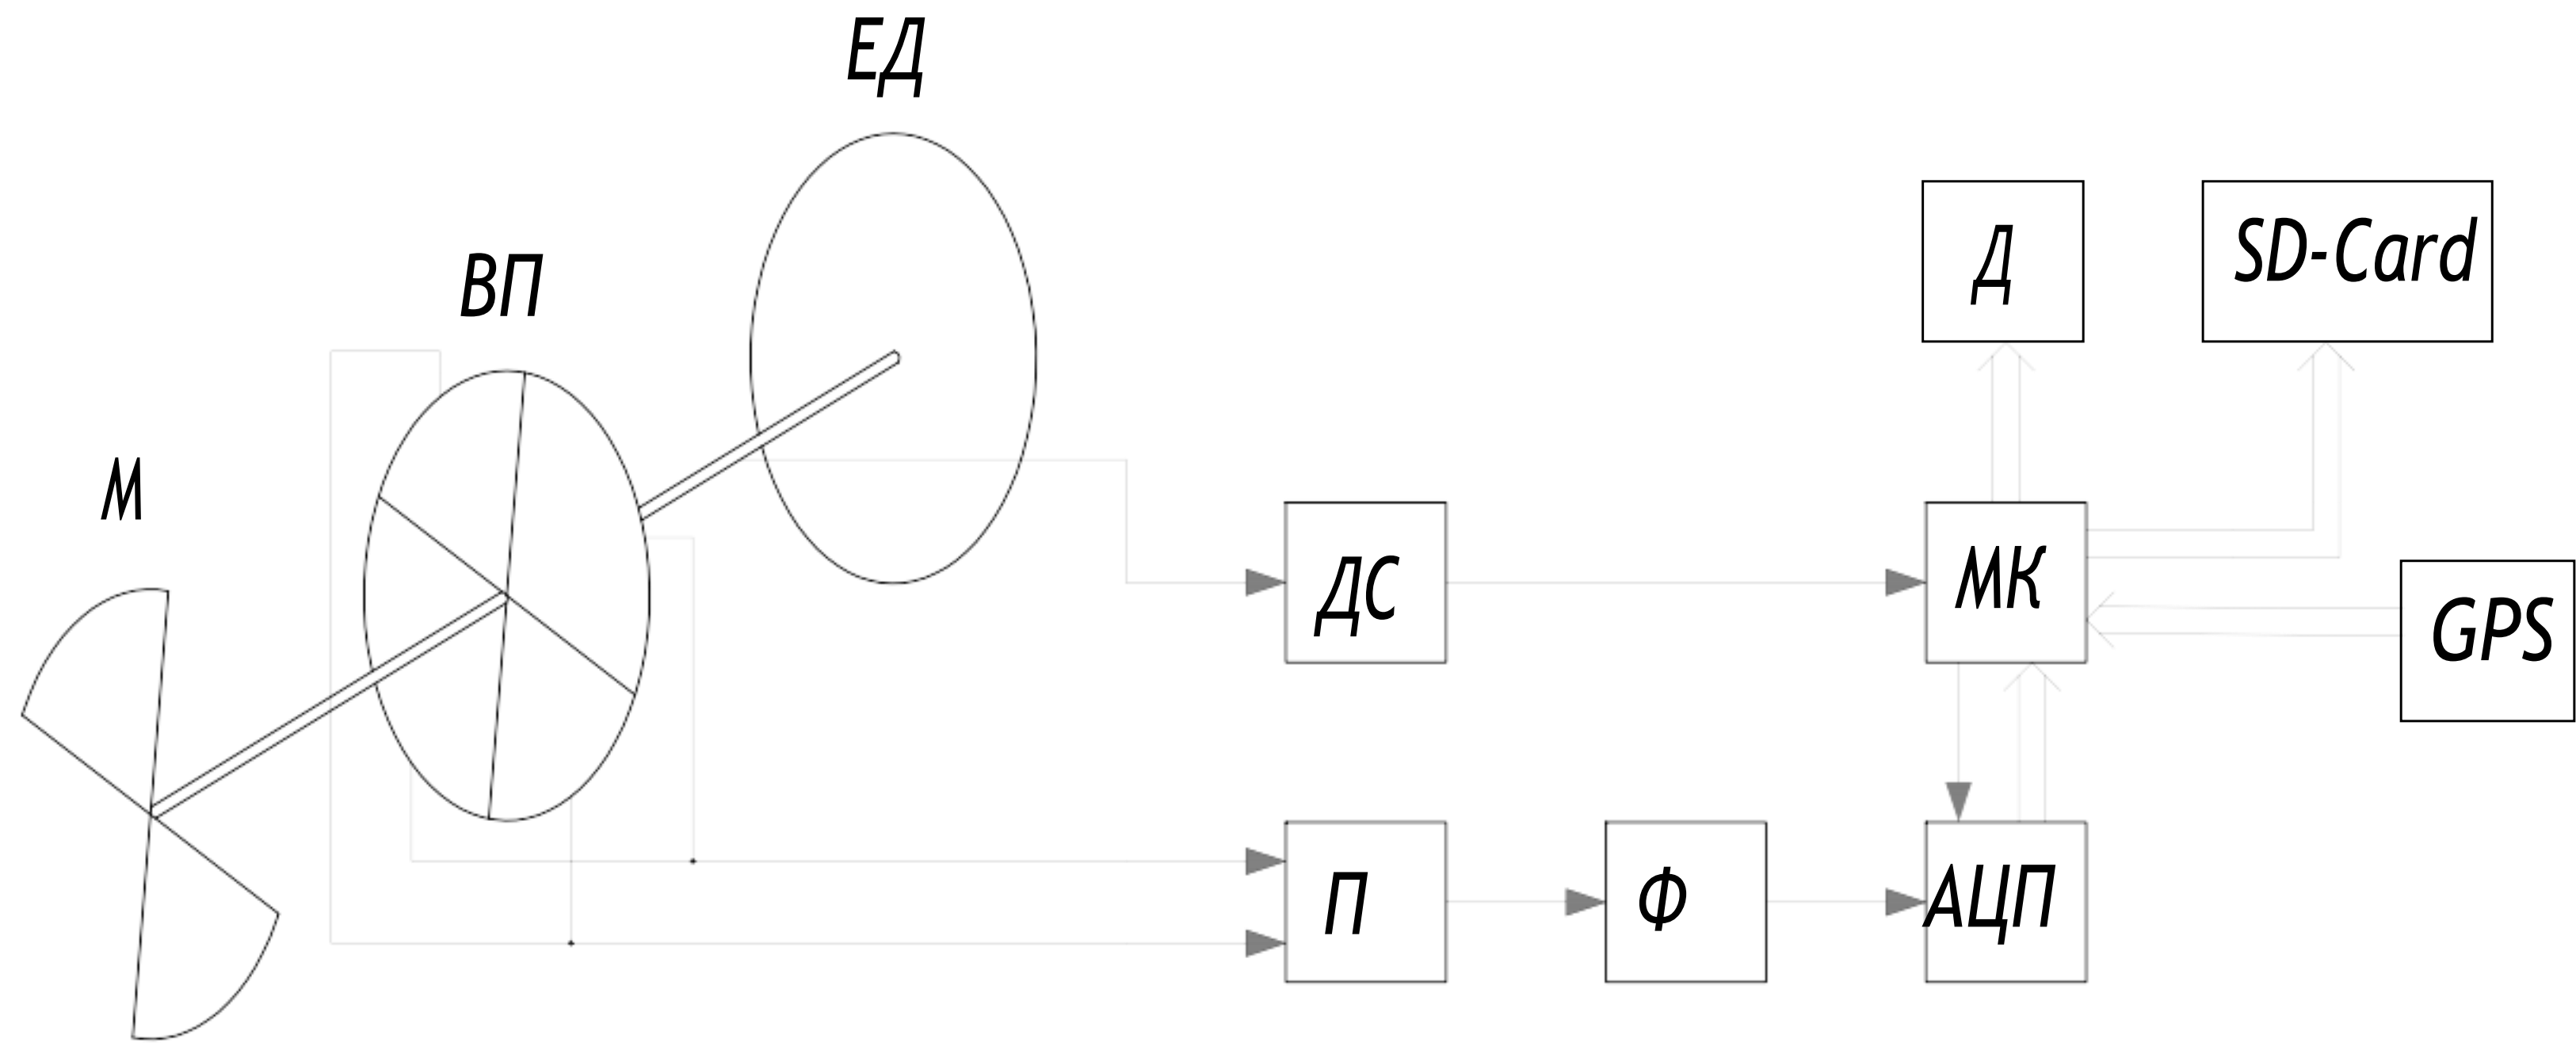 ЕД
ВП
М
Д
SD-Card
ДС
МК
GPS
П
Ф
АЦП